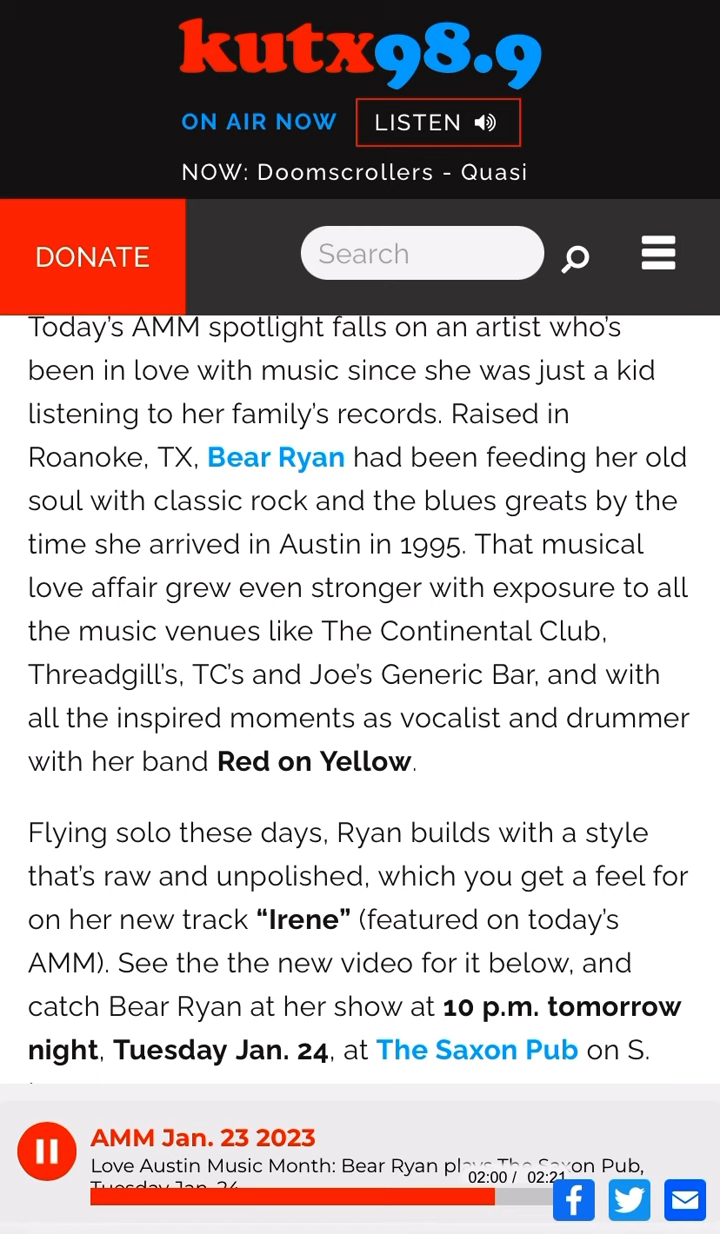 kutx98.9
ON AIR NOW LISTEN
NOW: Doomscrollers - Quasi
DONATE Search
Today's AMM spotlight falls on an artist who's
been in love with music since she was just a kid
listening to her family's records. Raised in
Roanoke, TX, Bear Ryan had been feeding her old
soul with classic rock and the blues greats by the
time she arrived in Austin in 1995. That musical
love affair grew even stronger with exposure to all
the music venues like The Continental Club,
Threadgill's, TC's and Joe's Generic Bar, and with
all the inspired moments as vocalist and drummer
with her band Red on Yellow.
Flying solo these days, Ryan builds with a style
that's raw and unpolished, which you get a feel for
on her new track “Irene” (featured on today's
AMM). See the the new video for it below, and
catch Bear Ryan at her show at 10 p.m. tomorrow
night, Tuesday Jan. 24, at The Saxon Pub on S.
AMM Jan. 23 2023
Love Austin Music Month: Bear Ryan plays The Saxon Pub,
Tuesday Jan. 24
02:00 / 02:21